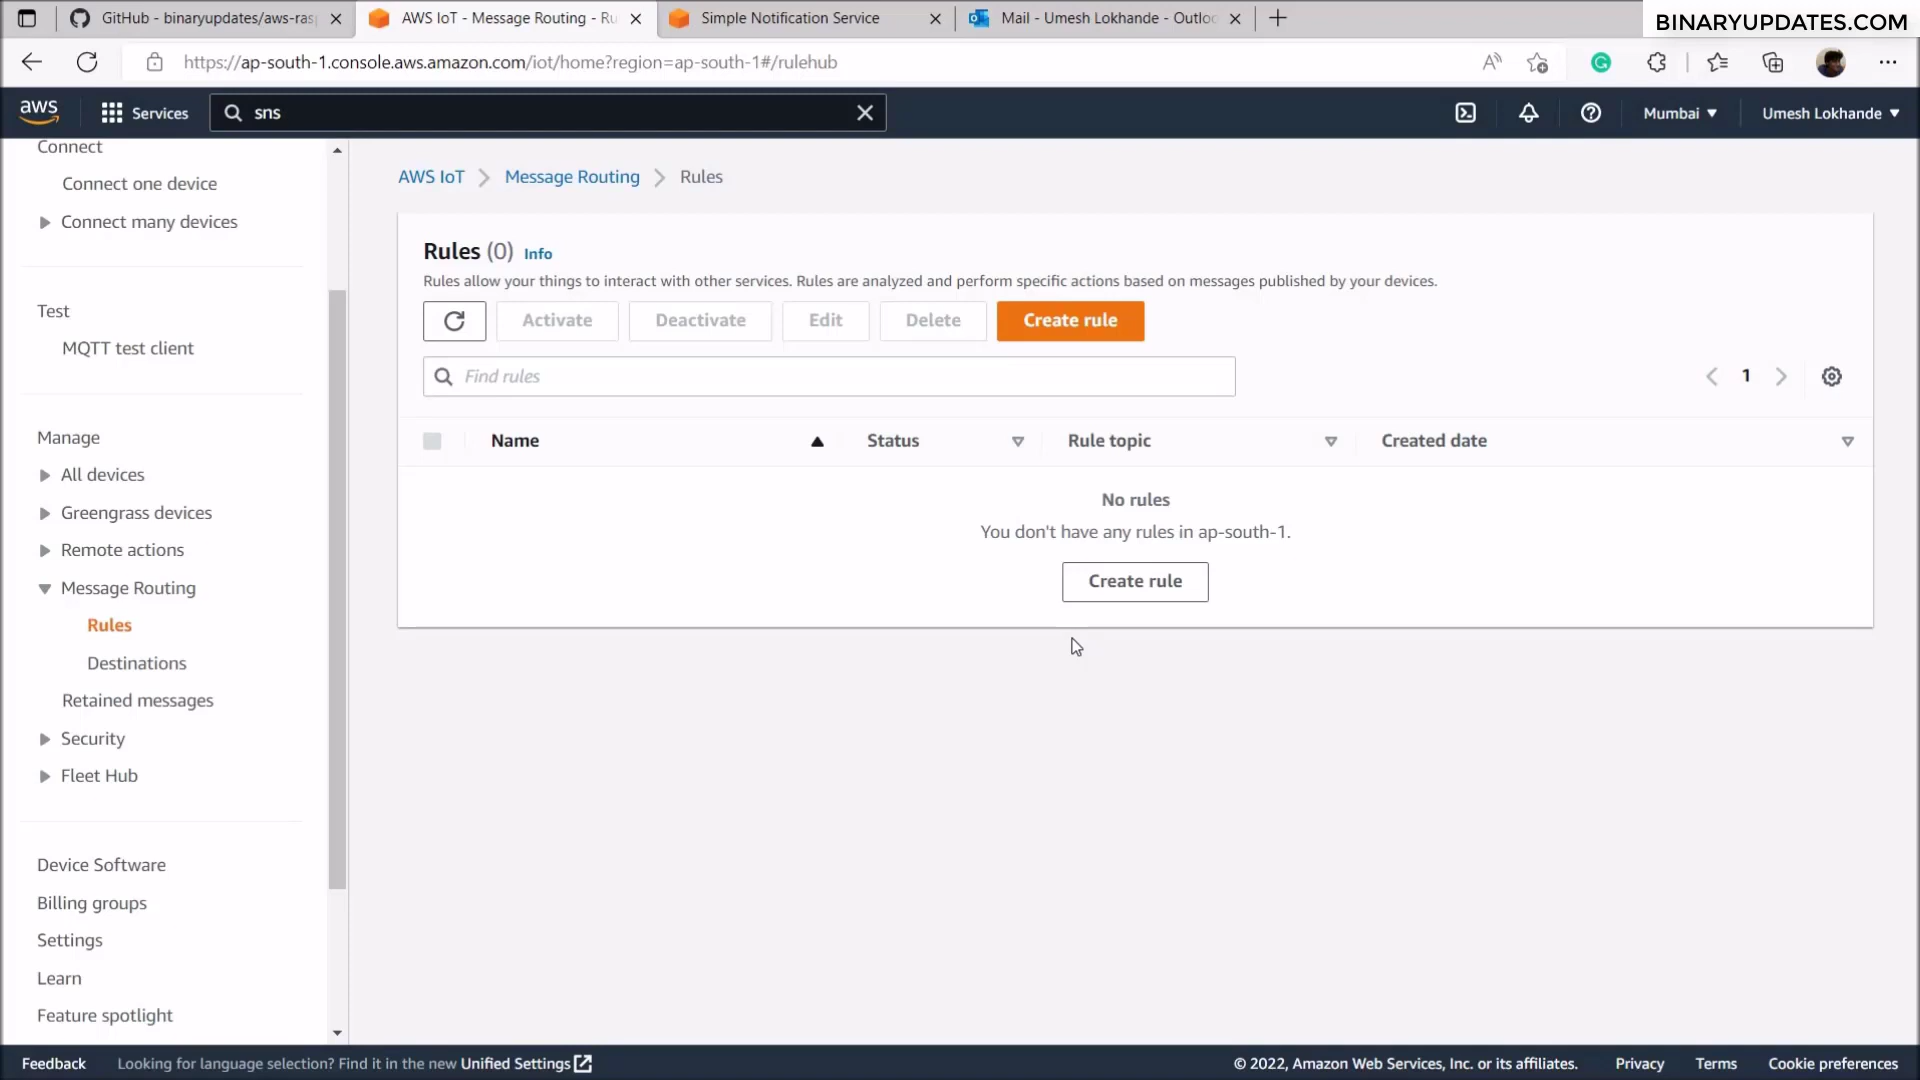 GitHub - binaryupdates/aws-rasp
AWS IoT - Message Routing - Ru
Simple Notification Service
Mail - Umesh Lokhande - Outloo
BINARYUPDATES.COM
https://ap-south-1.console.aws.amazon.com/iot/home?region=ap-south-1#/rulehub
aws
Services
sns
Mumbai
Umesh Lokhande
Connect
Connect one device
Connect many devices
Test
MQTT test client
Manage
All devices
Greengrass devices
Remote actions
Message Routing
Rules
Destinations
Retained messages
Security
Fleet Hub
Device Software
Billing groups
Settings
Learn
Feature spotlight
AWS IoT > Message Routing > Rules
Rules (0) Info
Rules allow your things to interact with other services. Rules are analyzed and perform specific actions based on messages published by your devices.
Activate Deactivate Edit Delete Create rule
Find rules
1
Name Status Rule topic Created date
No rules
You don't have any rules in ap-south-1.
Create rule
Feedback Looking for language selection? Find it in the new Unified Settings © 2022, Amazon Web Services, Inc. or its affiliates. Privacy Terms Cookie preferences